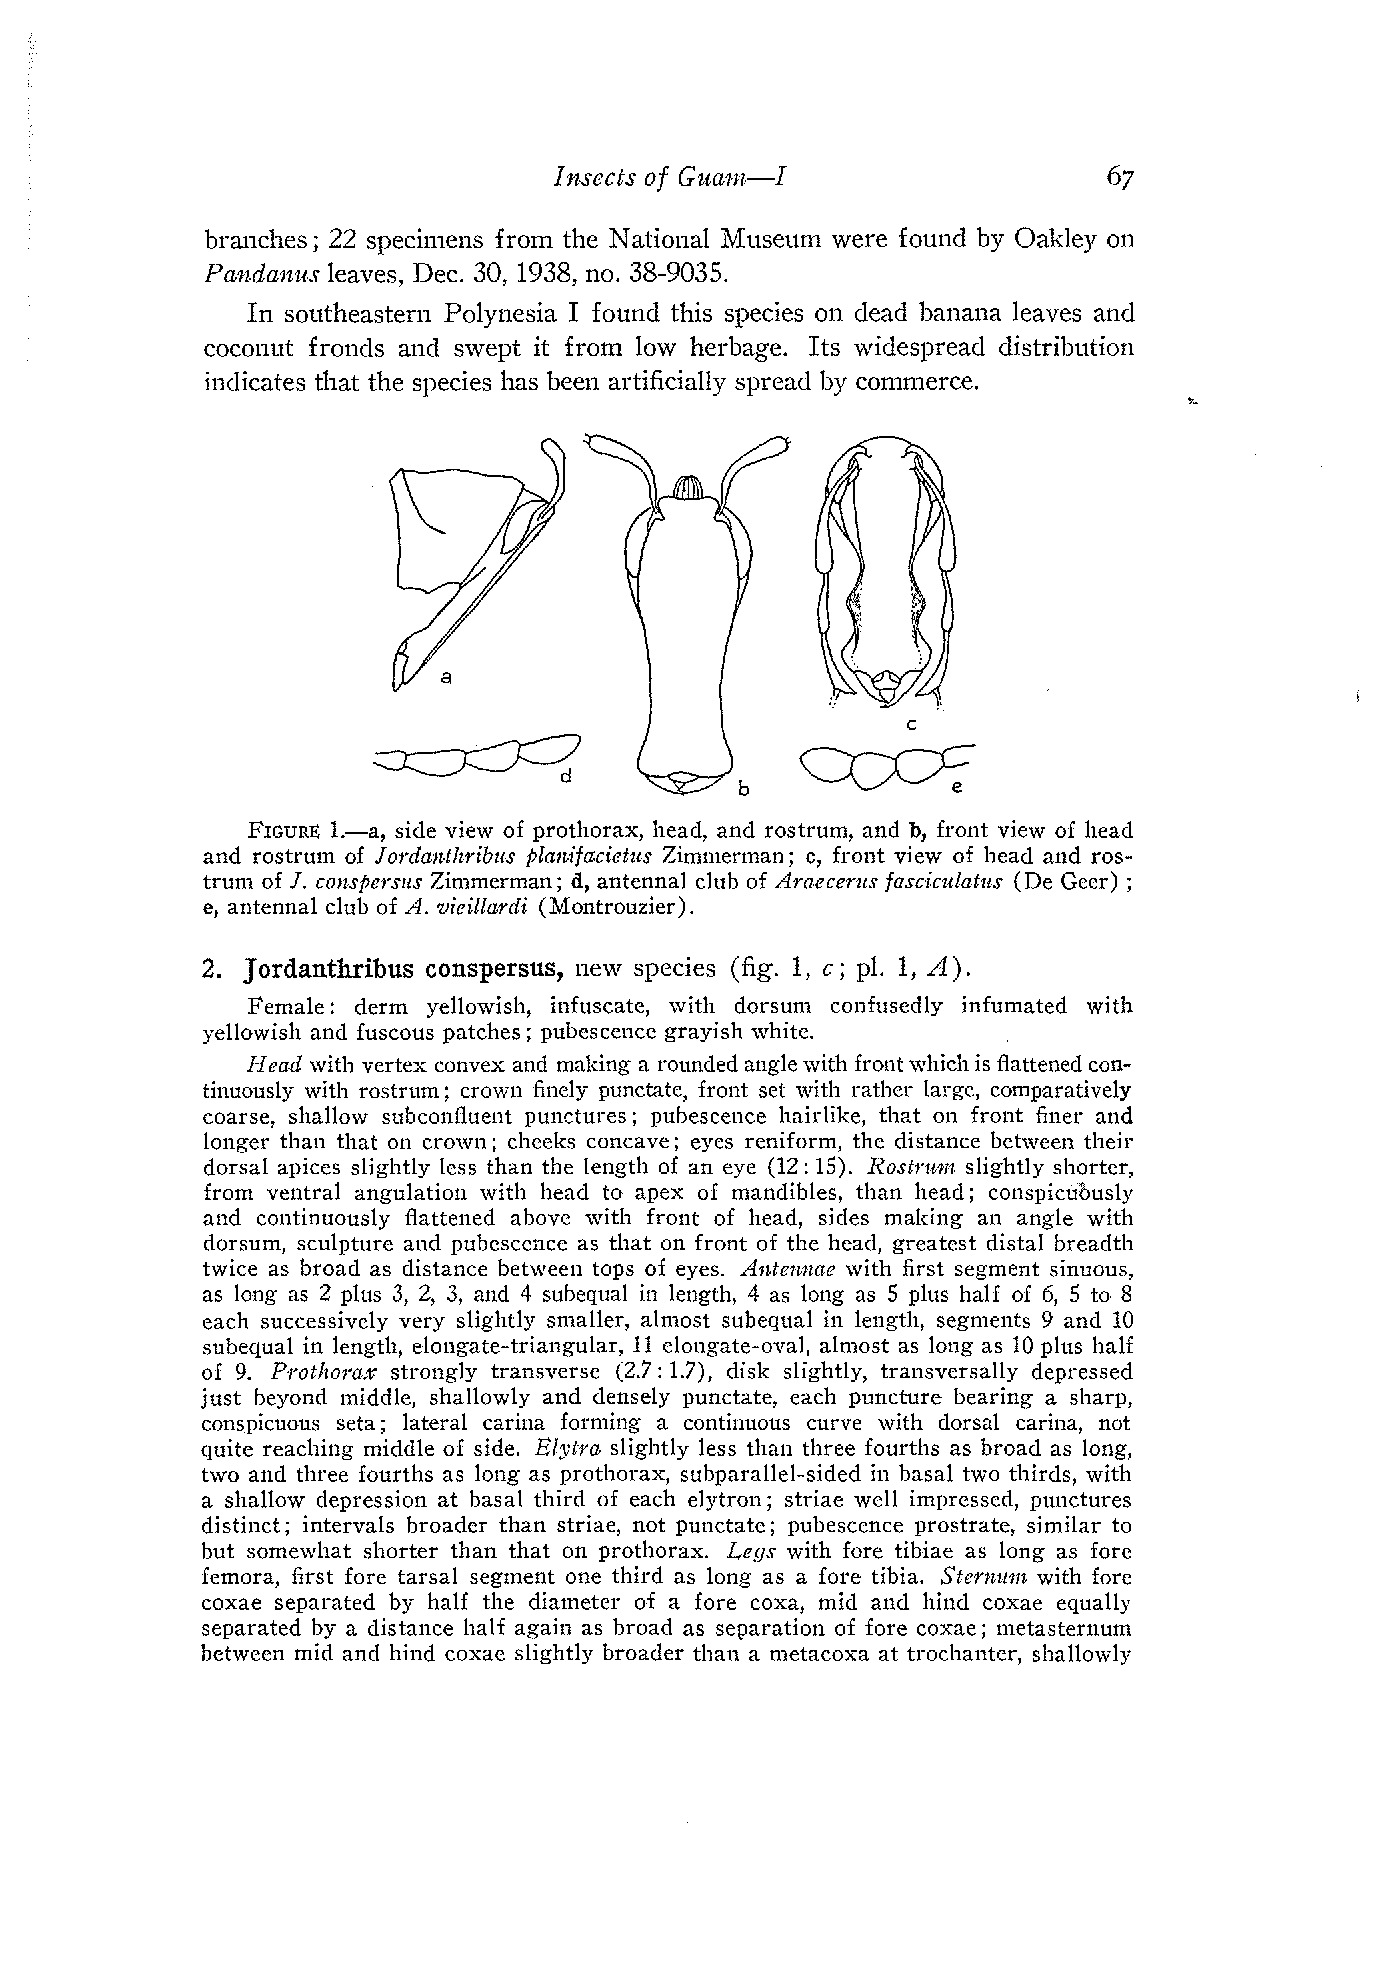 Insects of Guam—I 67
branches; 22 specimens from the National Museum were found by Oakley on
Pandanus leaves, Dec. 30, 1938, no. 38-9035.
In southeastern Polynesia I found this species on dead banana leaves and
coconut fronds and swept it from low herbage. Its widespread distribution
indicates that the species has been artificially spread by commerce.
a
c
d
b
e
FIGURE 1.—a, side view of prothorax, head, and rostrum, and b, front view of head
and rostrum of Jordanthribus planifacietus Zimmerman; c, front view of head and ros-
trum of J. conspersus Zimmerman; d, antennal club of Araecerus fasciculatus (De Geer);
e, antennal club of A. vieillardi (Montrouzier).
2. Jordanthribus conspersus, new species (fig. 1, c; pl. 1, A).
Female: derm yellowish, infuscate, with dorsum confusedly infumated with
yellowish and fuscous patches; pubescence grayish white.
Head with vertex convex and making a rounded angle with front which is flattened con-
tinuously with rostrum; crown finely punctate, front set with rather large, comparatively
coarse, shallow subconfluent punctures; pubescence hairlike, that on front finer and
longer than that on crown; cheeks concave; eyes reniform, the distance between their
dorsal apices slightly less than the length of an eye (12:15). Rostrum slightly shorter,
from ventral angulation with head to apex of mandibles, than head; conspicuously
and continuously flattened above with front of head, sides making an angle with
dorsum, sculpture and pubescence as that on front of the head, greatest distal breadth
twice as broad as distance between tops of eyes. Antennae with first segment sinuous,
as long as 2 plus 3, 2, 3, and 4 subequal in length, 4 as long as 5 plus half of 6, 5 to 8
each successively very slightly smaller, almost subequal in length, segments 9 and 10
subequal in length, elongate-triangular, 11 elongate-oval, almost as long as 10 plus half
of 9. Prothorax strongly transverse (2.7:1.7), disk slightly, transversally depressed
just beyond middle, shallowly and densely punctate, each puncture bearing a sharp,
conspicuous seta; lateral carina forming a continuous curve with dorsal carina, not
quite reaching middle of side. Elytra slightly less than three fourths as broad as long,
two and three fourths as long as prothorax, subparallel-sided in basal two thirds, with
a shallow depression at basal third of each elytron; striae well impressed, punctures
distinct; intervals broader than striae, not punctate; pubescence prostrate, similar to
but somewhat shorter than that on prothorax. Legs with fore tibiae as long as fore
femora, first fore tarsal segment one third as long as a fore tibia. Sternum with fore
coxae separated by half the diameter of a fore coxa, mid and hind coxae equally
separated by a distance half again as broad as separation of fore coxae; metasternum
between mid and hind coxae slightly broader than a metacoxa at trochanter, shallowly